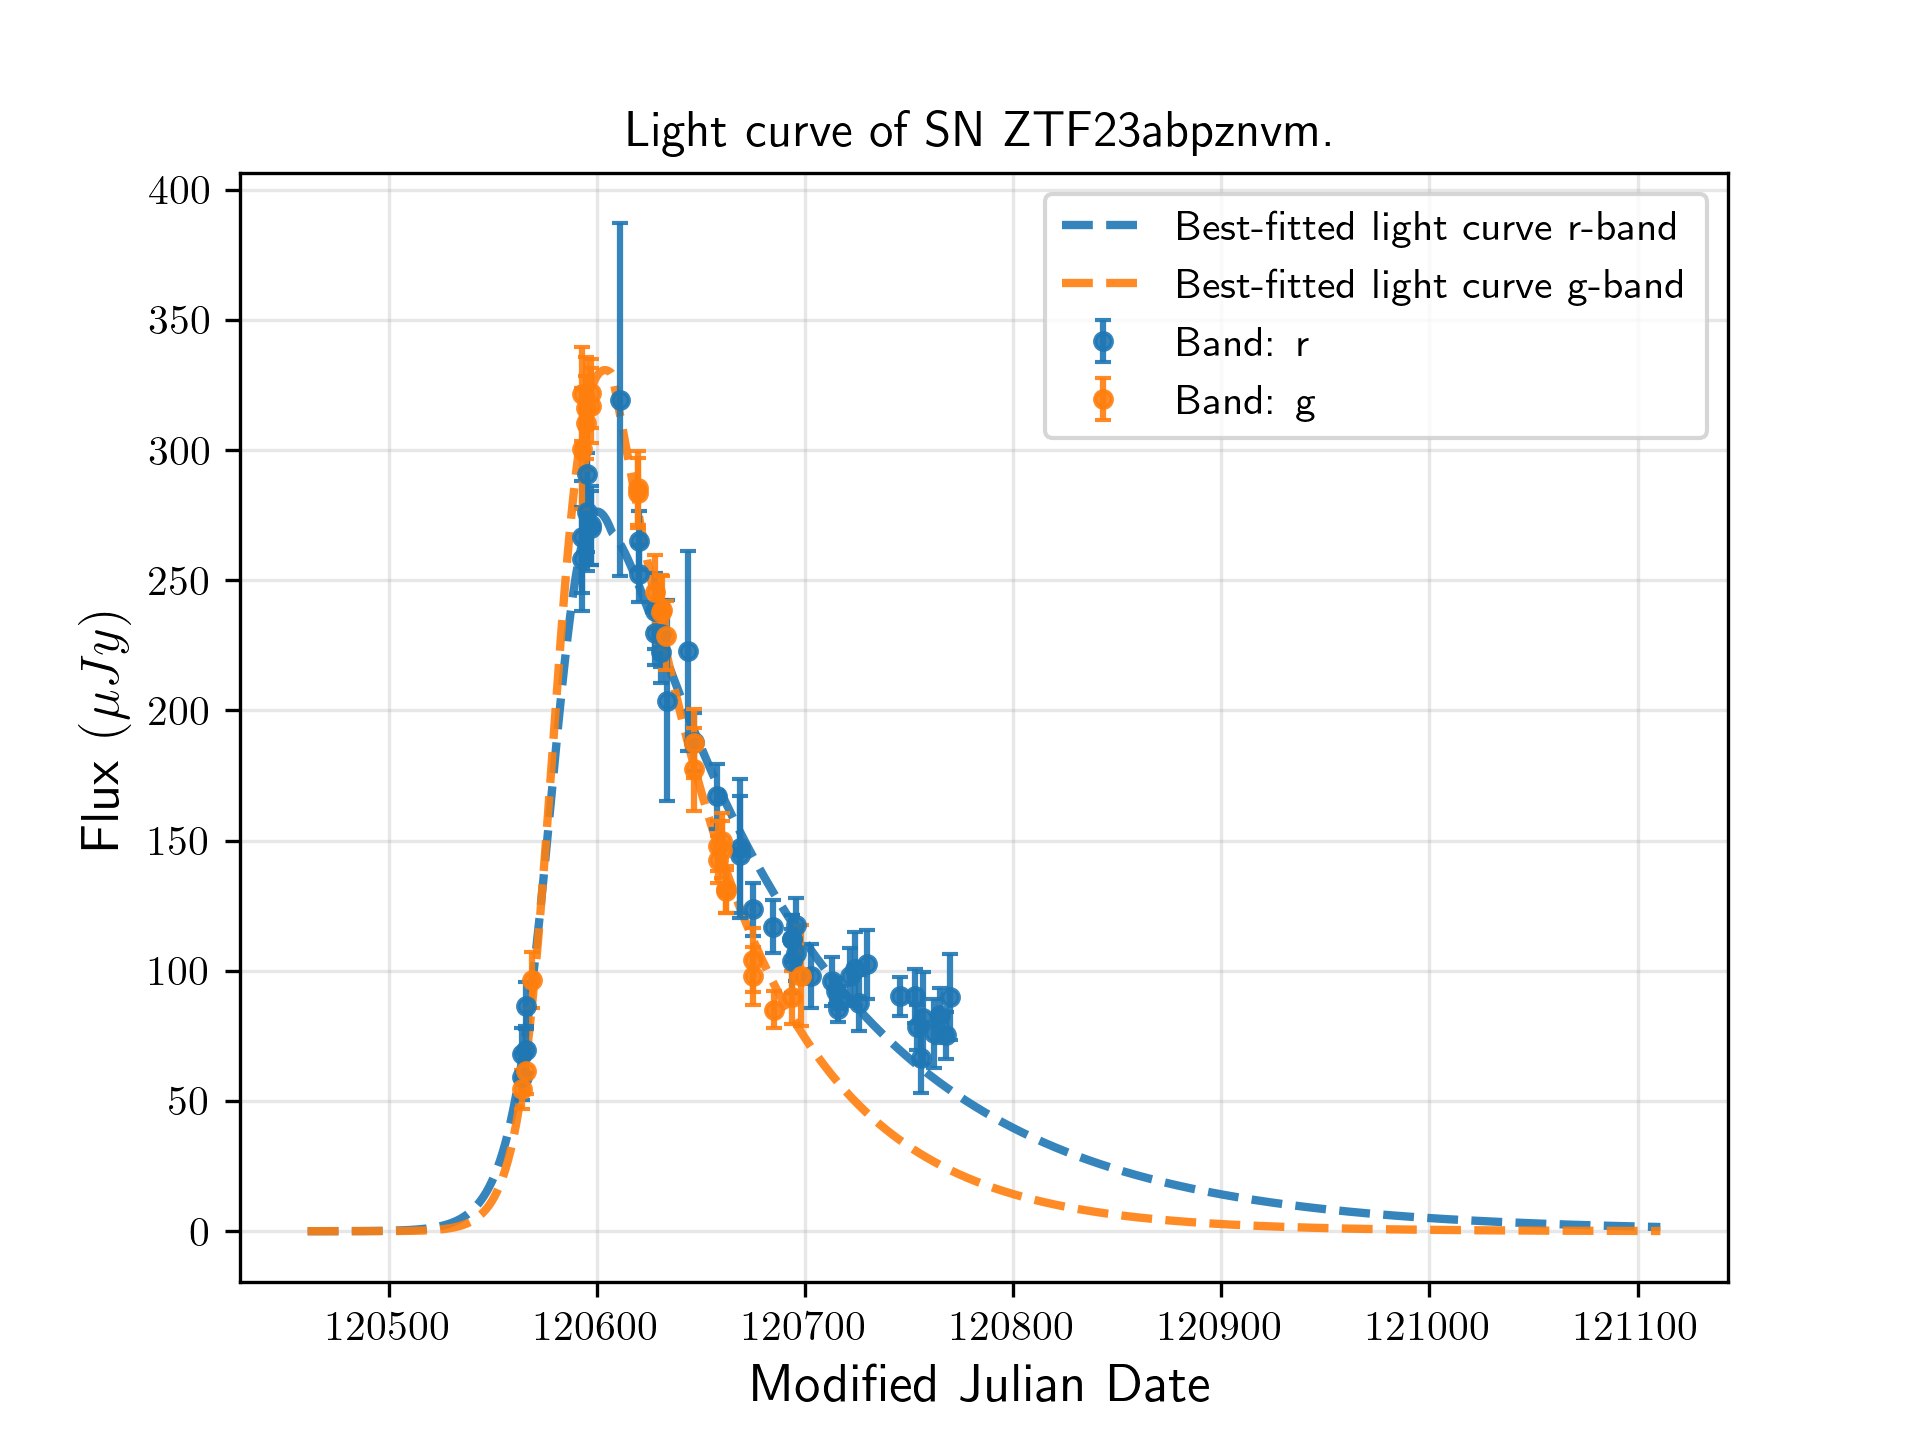 Light curve of SN ZTF23abpznvm.
400
350
300
250
200
150
100
50
0
Flux (μJy)
Best-fitted light curve r-band
Best-fitted light curve g-band
Band: r
Band: g
120500 120600 120700 120800 120900 121000 121100
Modified Julian Date